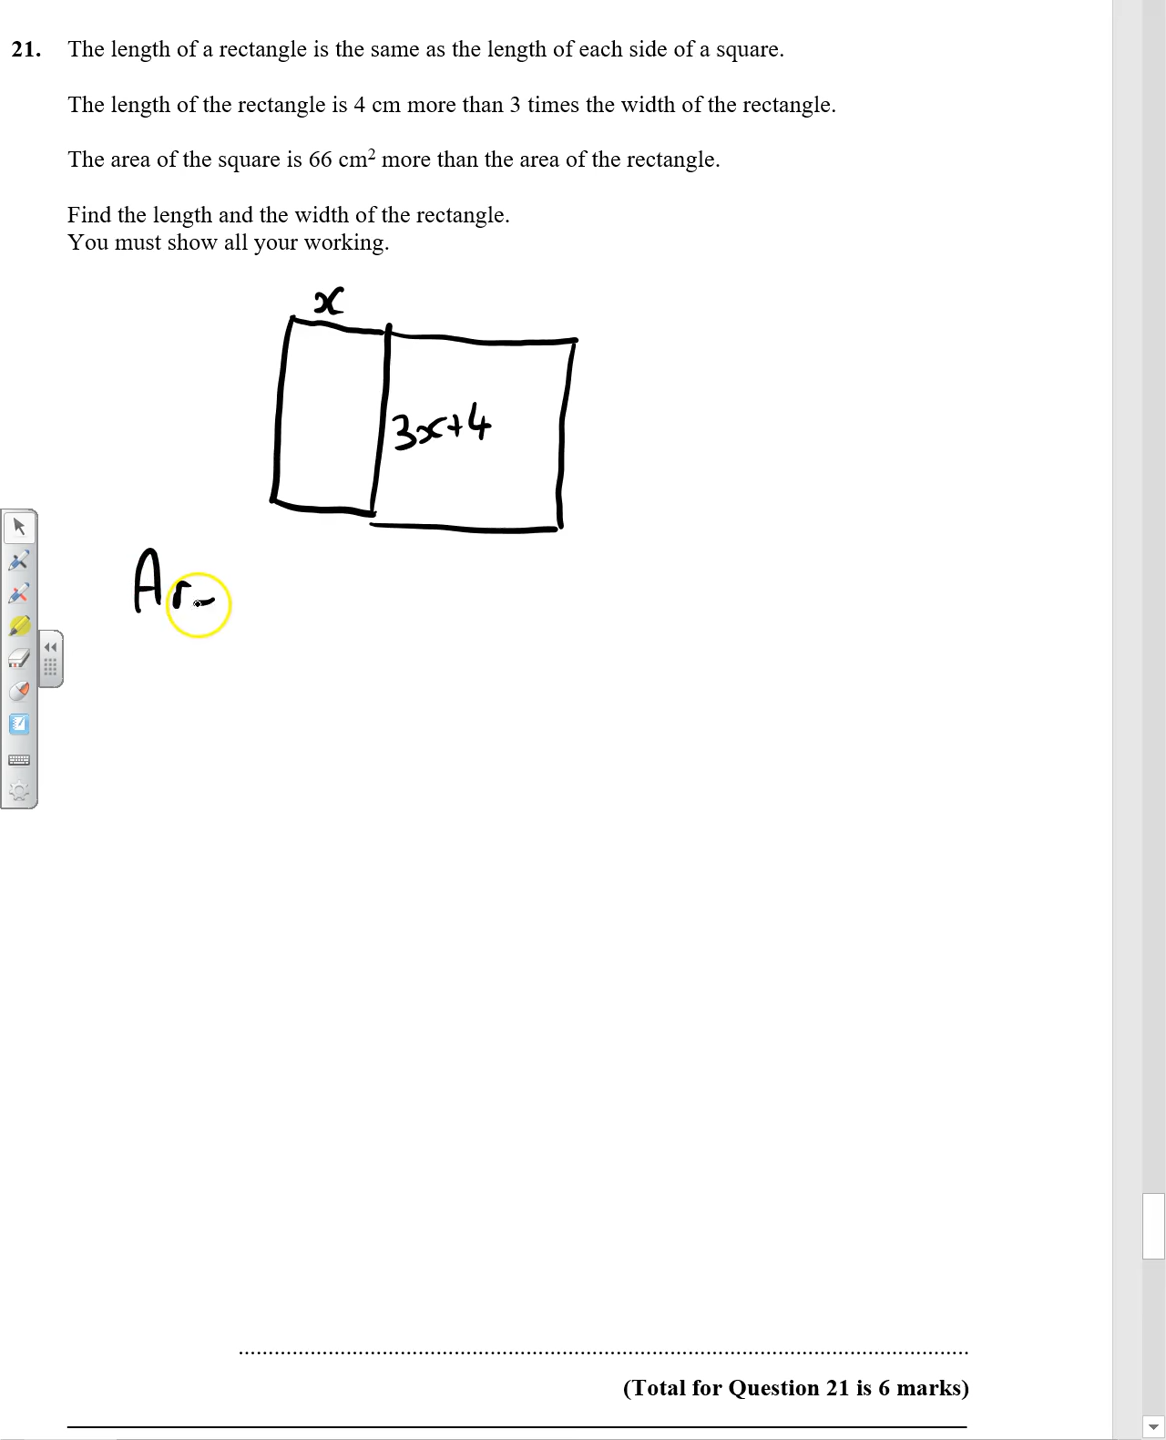 21. The length of a rectangle is the same as the length of each side of a square.
The length of the rectangle is 4 cm more than 3 times the width of the rectangle.
The area of the square is 66 cm² more than the area of the rectangle.
Find the length and the width of the rectangle.
You must show all your working.
x
3x+4
Ar
(Total for Question 21 is 6 marks)